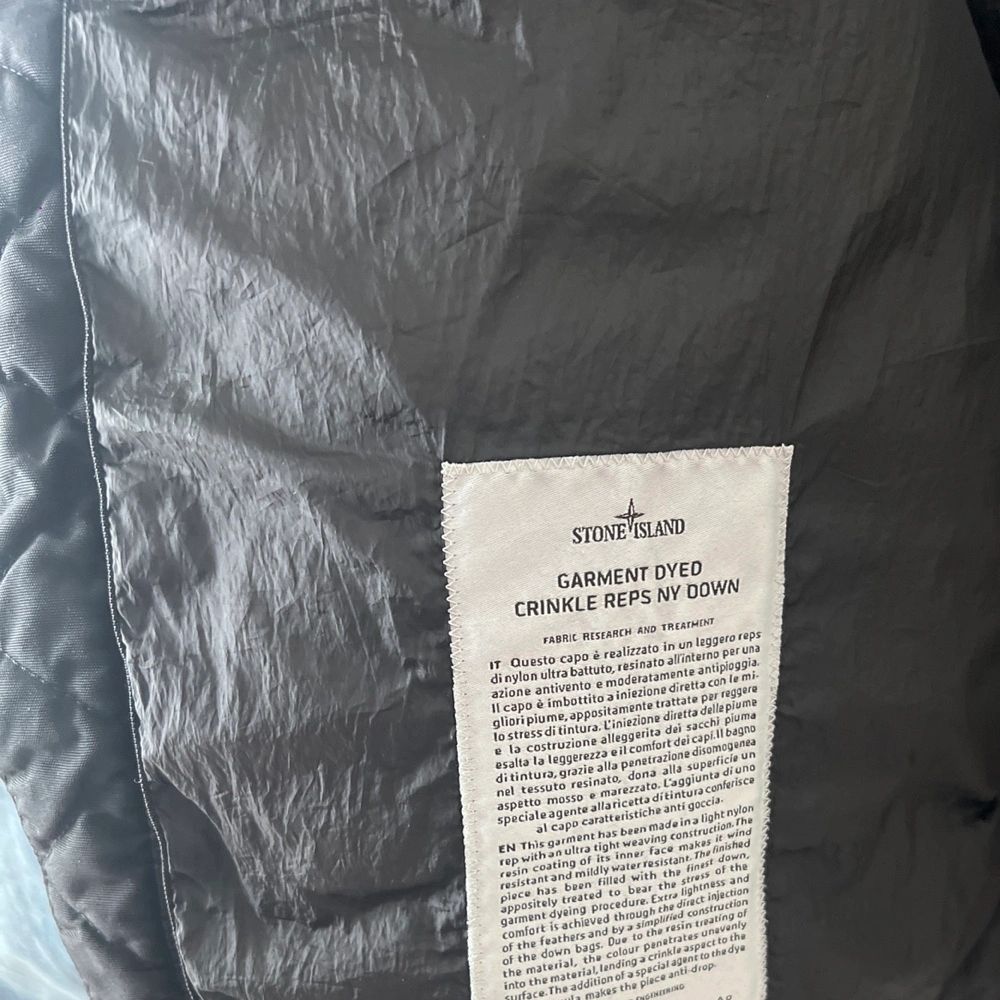 STONE ISLAND
GARMENT DYED
CRINKLE REPS NY DOWN
FABRIC RESEARCH AND TREATMENT
IT Questo capo è realizzato in un leggero reps
di nylon ultra battuto, resinato all'interno per una
azione antivento e moderatamente antipioggia.
Il capo è imbottito a iniezione diretta con le mi-
gliori piume, appositamente trattate per reggere
lo stress di tintura. L'iniezione diretta delle piume
e la costruzione alleggerita dei sacchi piuma
esalta la leggerezza e il comfort dei capi. Il bagno
di tintura, grazie alla penetrazione disomogenea
nel tessuto resinato, dona alla superficie un
aspetto mosso e marezzato. L'aggiunta di uno
speciale agente alla ricetta di tintura conferisce
al capo caratteristiche anti goccia.
EN This garment has been made in a light nylon
rep with an ultra tight weaving construction. The
resin coating of its inner face makes it wind
resistant and mildly water resistant. The finished
piece has been filled with the finest down,
appositely treated to bear the stress of the
garment dyeing procedure. Extra lightness and
comfort is achieved through the direct injection
of the feathers and by a simplified construction
of the down bags. Due to the resin treating of
the material, the colour penetrates unevenly
into the material, lending a crinkle aspect to the
surface. The addition of a special agent to the dye
makes the piece anti-drop.
ENGINEERING